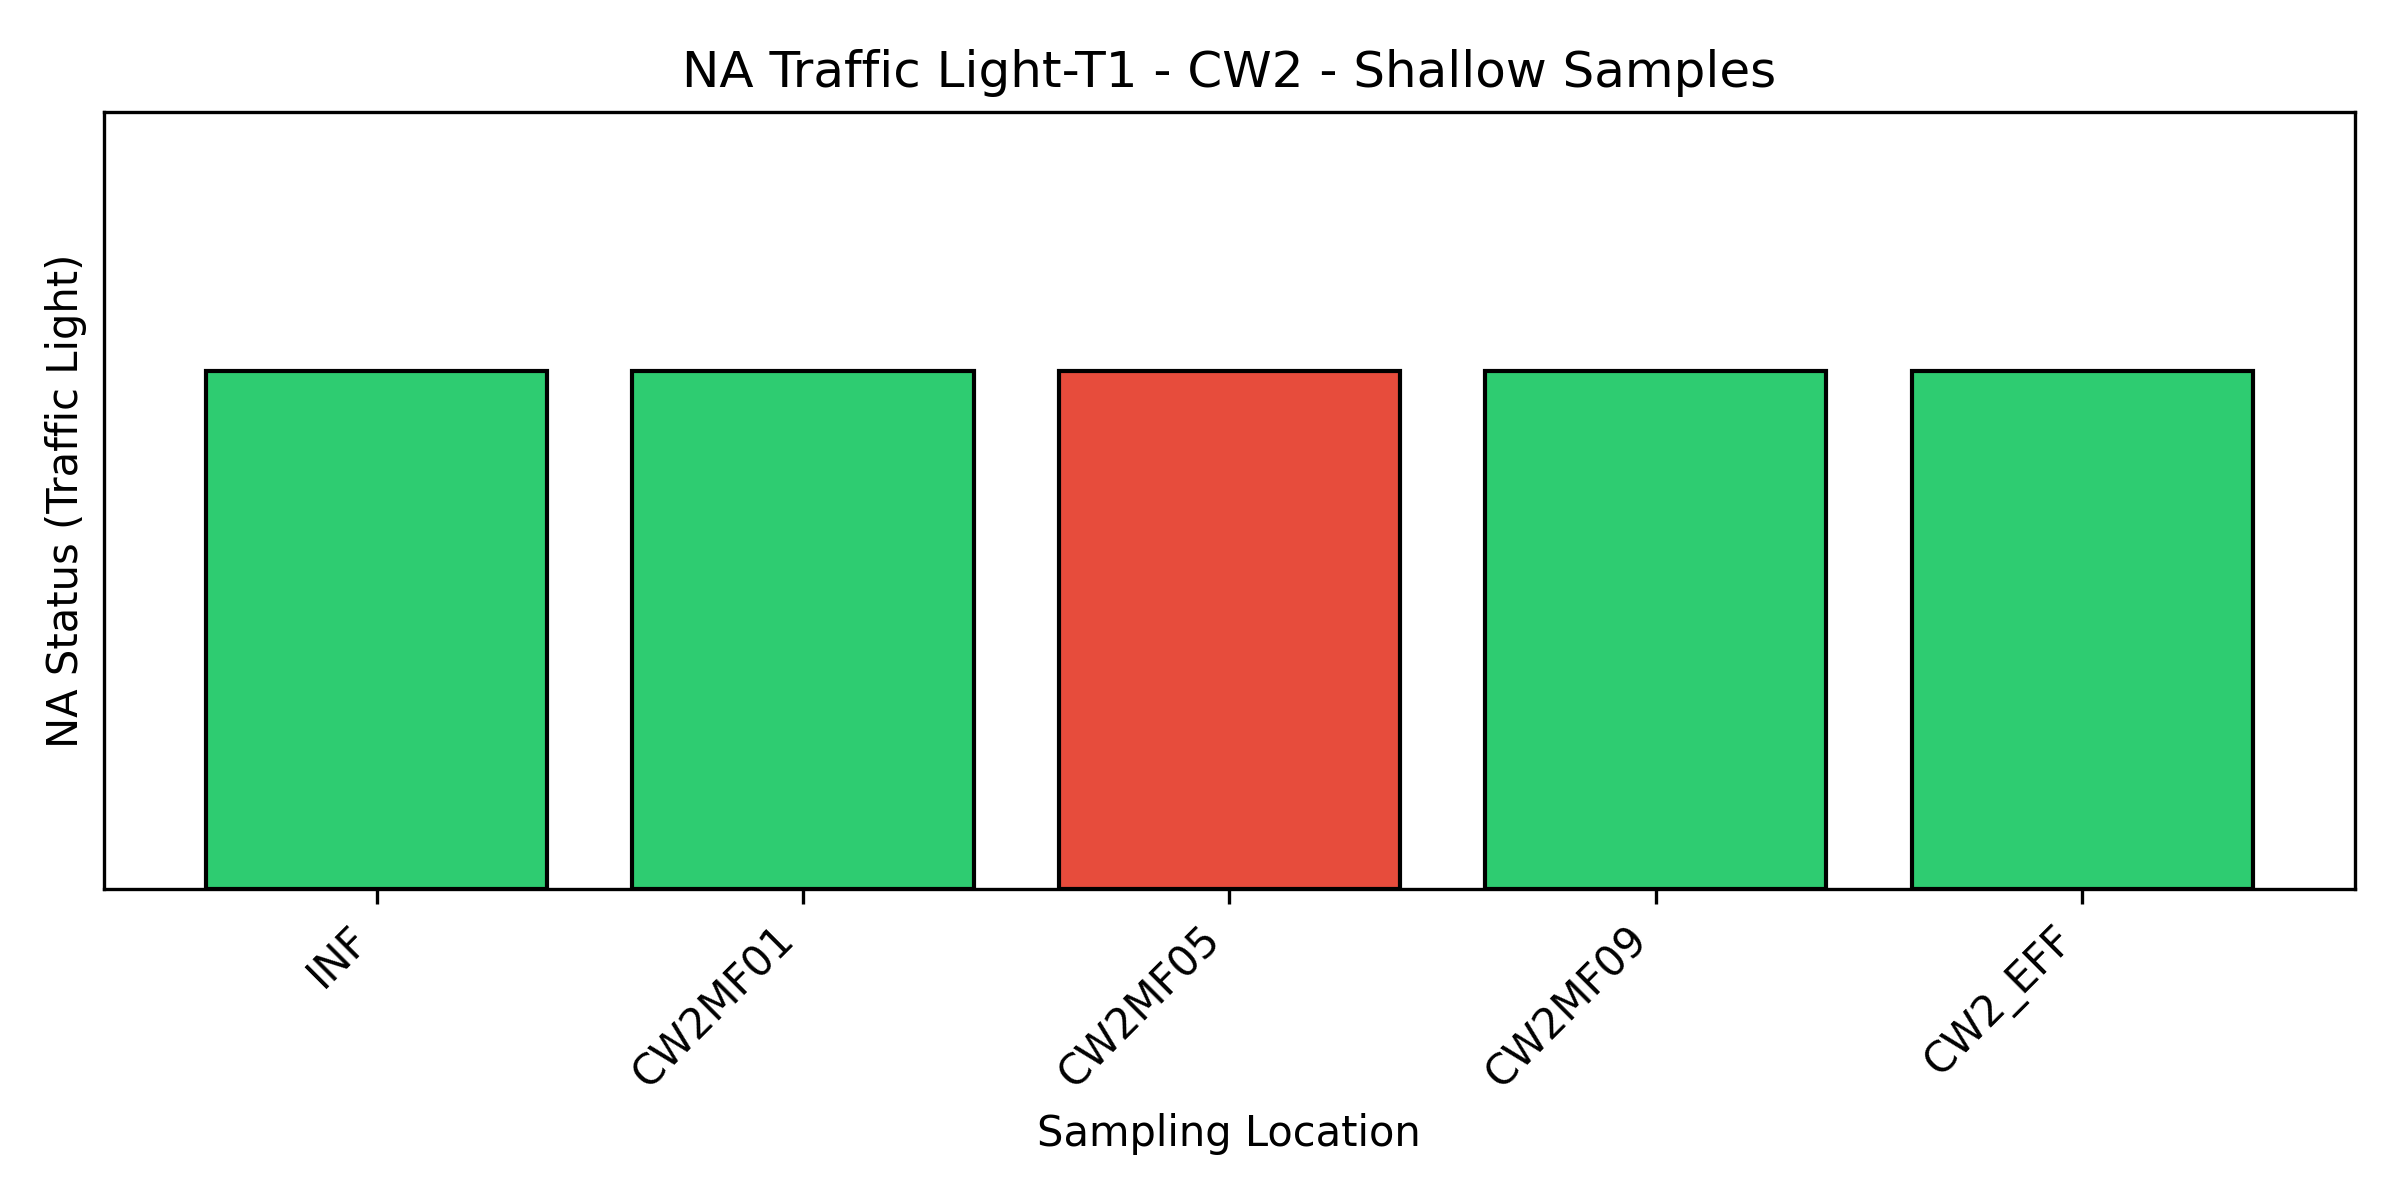 NA Traffic Light-T1 - CW2 - Shallow Samples
NA Status (Traffic Light)
INF
CW2MF01
CW2MF05
CW2MF09
CW2_EFF
Sampling Location